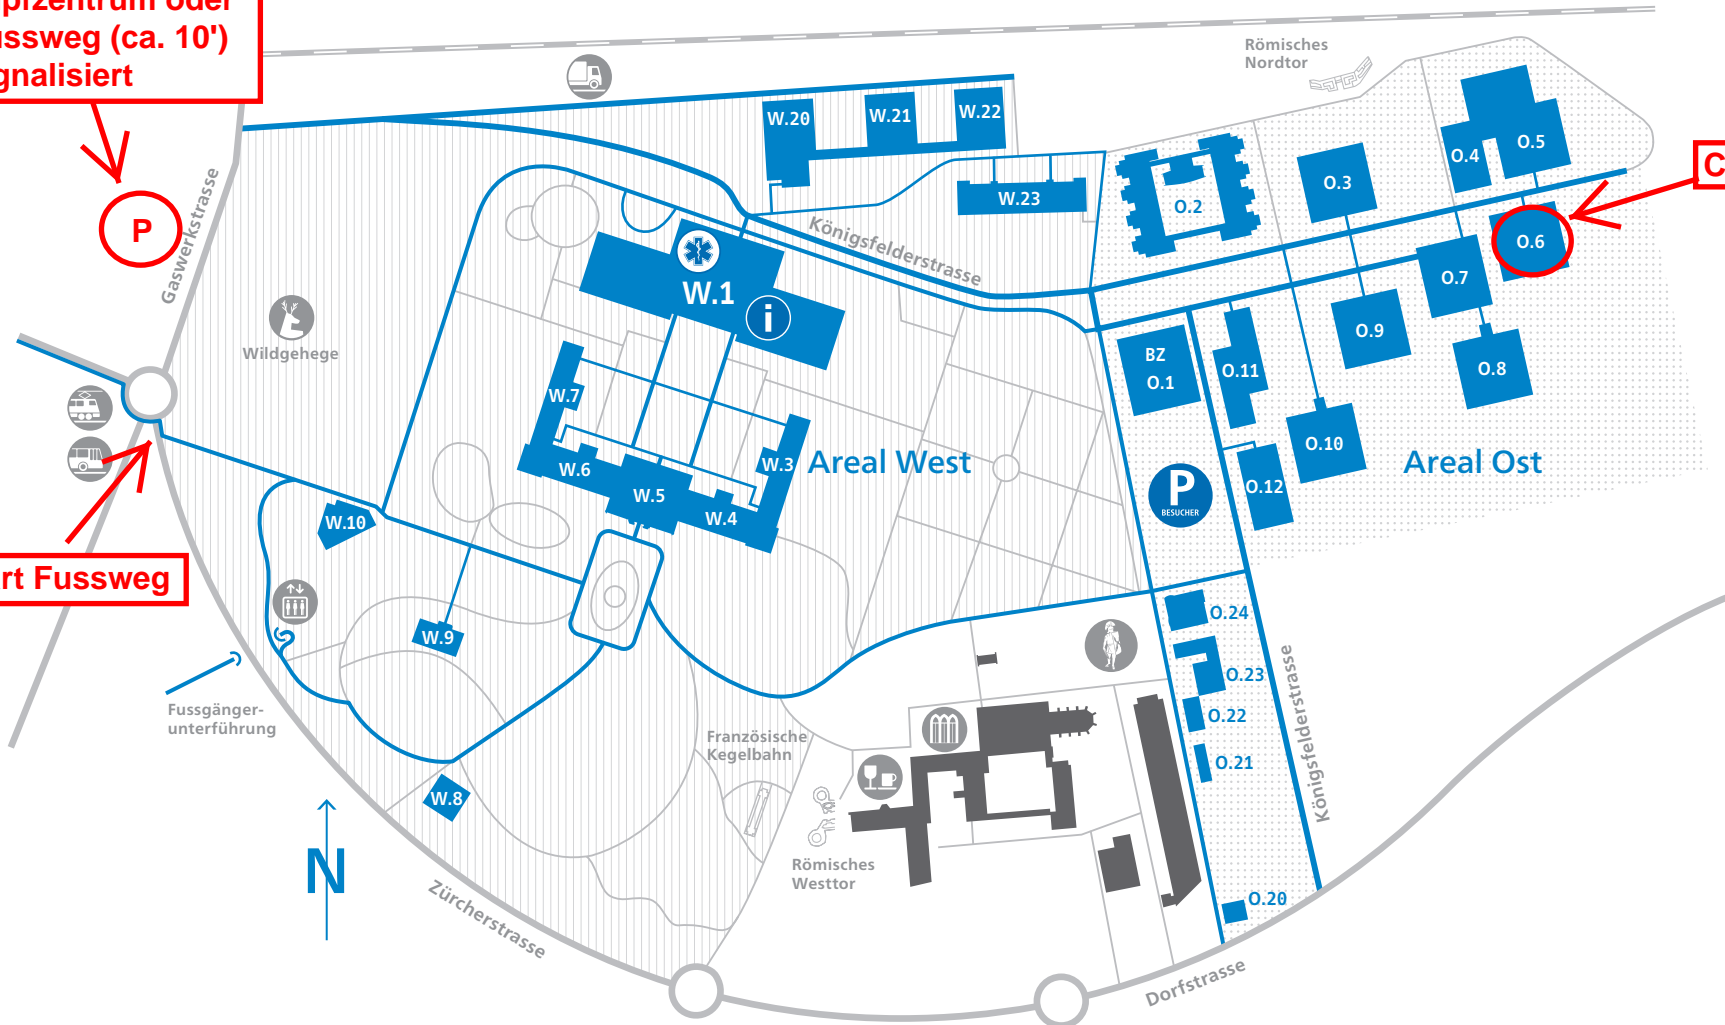 oder
ussweg (ca. 10')
gnalisiert
P
Gaswerkstrasse
Wildgehege
rt Fussweg
Fussgänger-
unterführung
N
Zürcherstrasse
Königsfelderstrasse
W.20
W.21
W.22
W.23
W.1
i
W.7
W.6
W.5
W.4
W.3
W.10
W.9
W.8
Areal West
Französische
Kegelbahn
Römisches
Westtor
Römisches
Nordtor
O.2
O.3
O.4
O.5
C
O.6
O.7
O.9
O.8
BZ
O.1
O.11
O.10
O.12
Areal Ost
P
BESUCHER
O.24
O.23
O.22
O.21
O.20
Königsfelderstrasse
Dorfstrasse